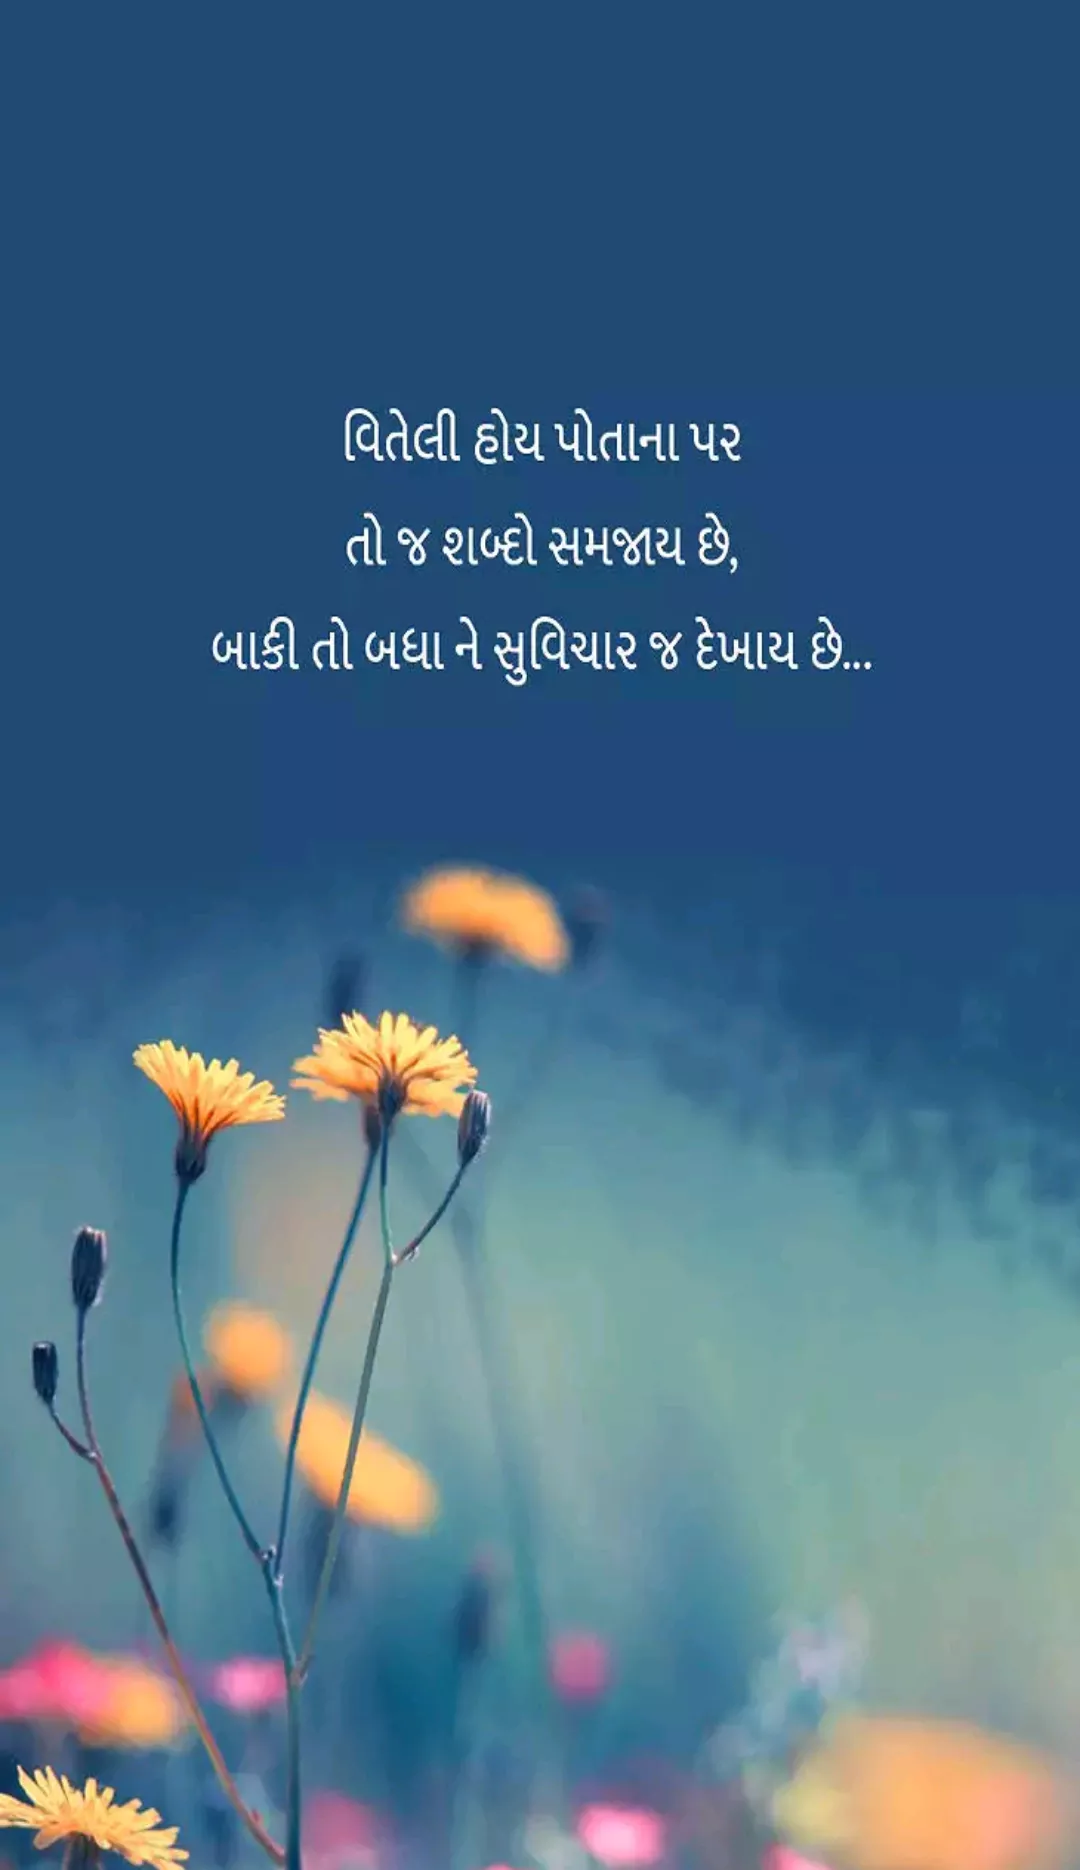 વિતેલી હોય પોતાના પર
તો જ શબ્દો સમજાય છે,
બાકી તો બધા ને સુવિચાર જ દેખાય છે...